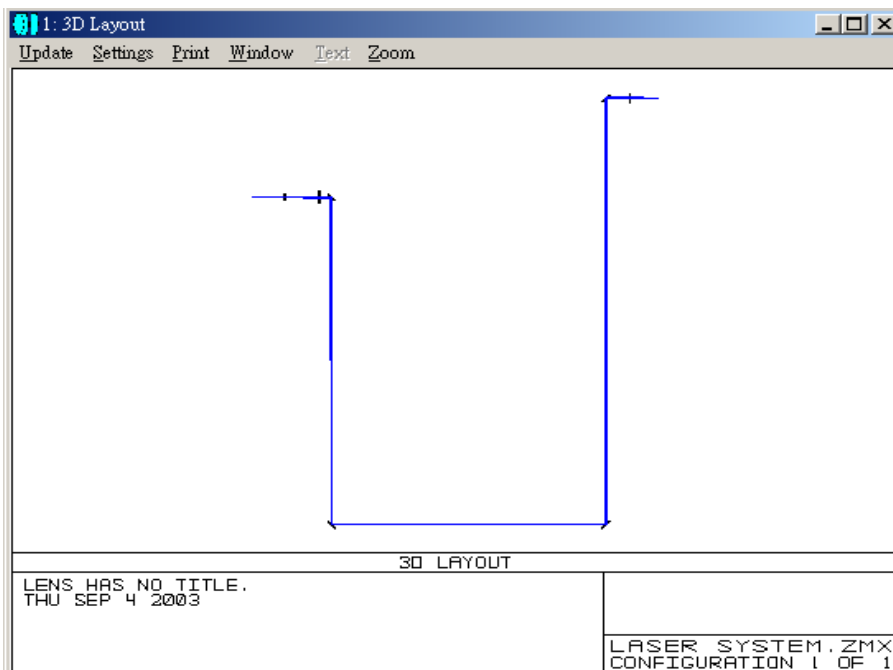 1: 3D Layout
Update Settings Print Window Text Zoom
3D LAYOUT
LENS HAS NO TITLE.
THU SEP 4 2003
LASER SYSTEM.ZMX
CONFIGURATION 1 OF 1